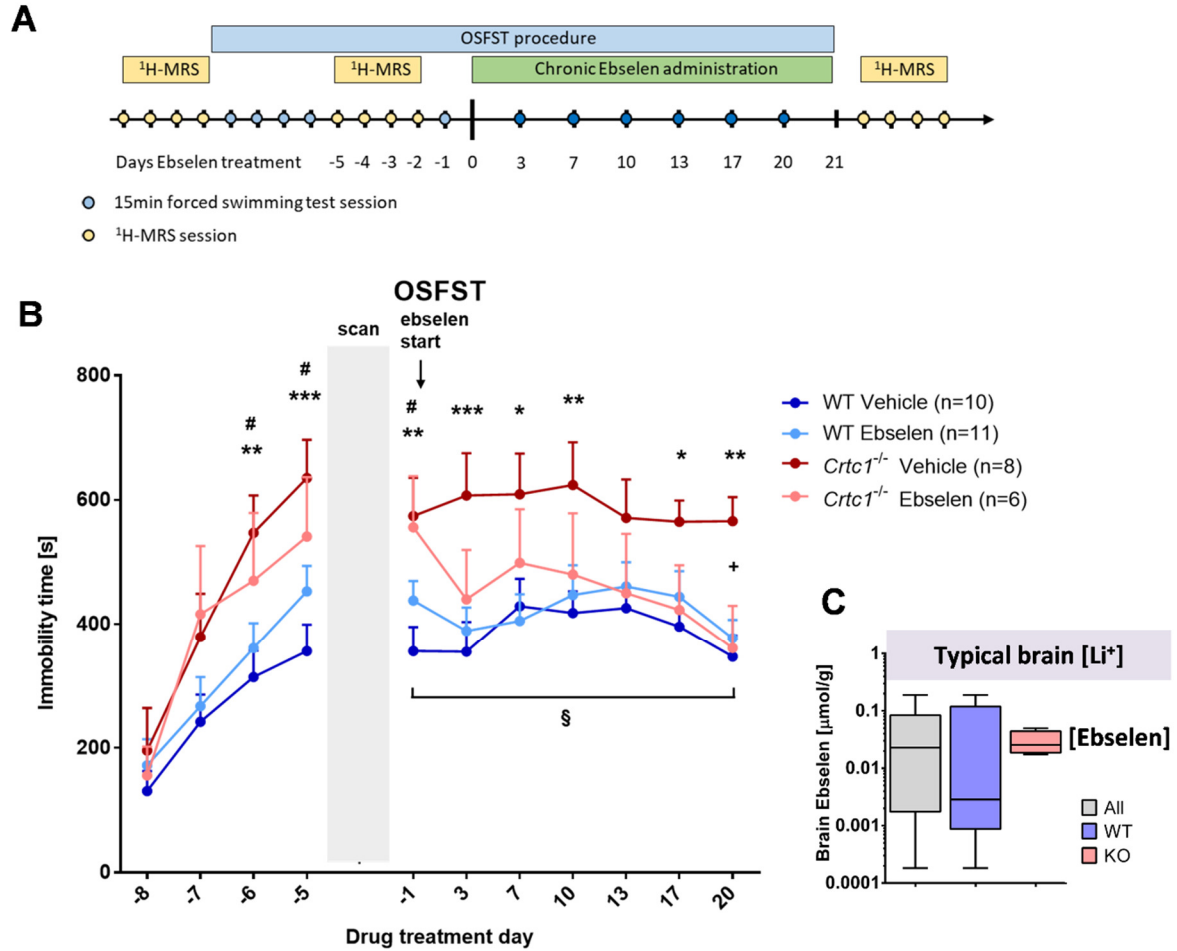 A
OSFST procedure
¹H-MRS
¹H-MRS
Chronic Ebselen administration
¹H-MRS
Days Ebselen treatment -5 -4 -3 -2 -1 0 3 7 10 13 17 20 21
15min forced swimming test session
¹H-MRS session
B
OSFST
scan
ebselen
start
#
***
#
**
#
**
***
*
**
*
**
+
§
Immobility time [s]
800
600
400
200
0
-8 -7 -6 -5 -1 3 7 10 13 17 20
Drug treatment day
WT Vehicle (n=10)
WT Ebselen (n=11)
Crtc1-/- Vehicle (n=8)
Crtc1-/- Ebselen (n=6)
C
Typical brain [Li⁺]
[Ebselen]
Brain Ebselen [µmol/g]
1
0.1
0.01
0.001
0.0001
All
WT
KO